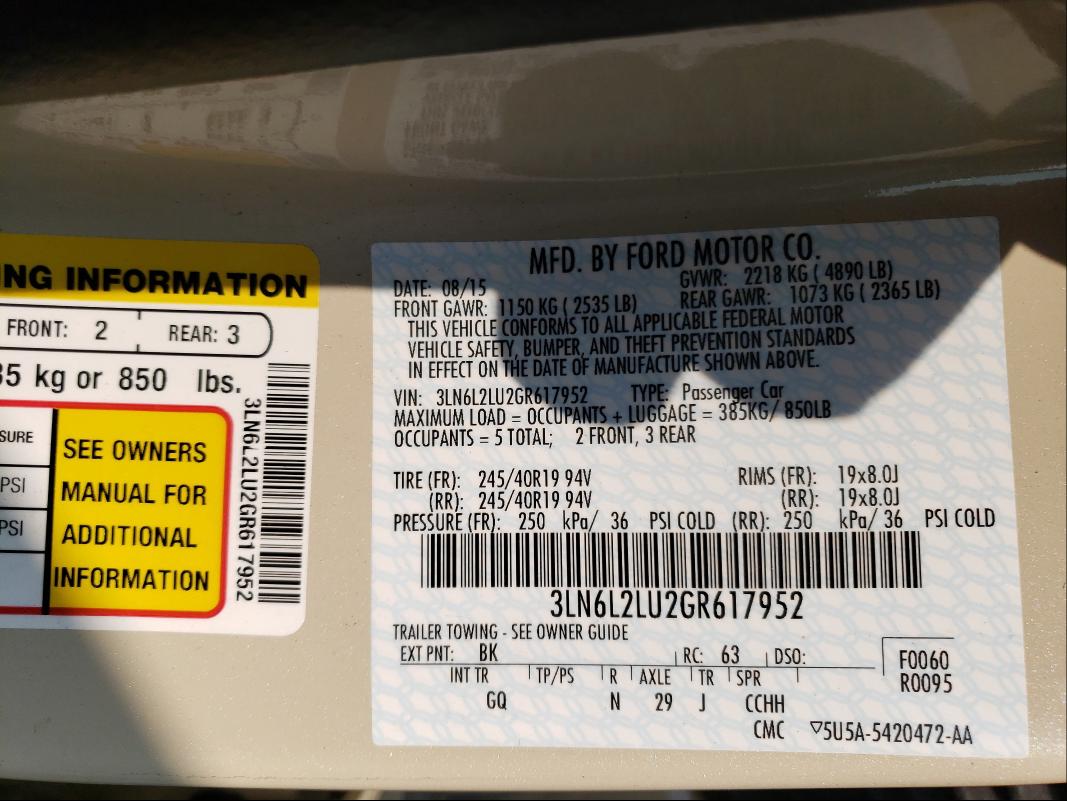 NG INFORMATION
FRONT: 2 REAR: 3
35 kg or 850 lbs.
SURE
PSI
PSI
SEE OWNERS
MANUAL FOR
ADDITIONAL
INFORMATION
3LN6L2LU2GR617952
MFD. BY FORD MOTOR CO.
DATE: 08/15 GVWR: 2218 KG ( 4890 LB)
FRONT GAWR: 1150 KG ( 2535 LB) REAR GAWR: 1073 KG ( 2365 LB)
THIS VEHICLE CONFORMS TO ALL APPLICABLE FEDERAL MOTOR
VEHICLE SAFETY, BUMPER, AND THEFT PREVENTION STANDARDS
IN EFFECT ON THE DATE OF MANUFACTURE SHOWN ABOVE.
VIN: 3LN6L2LU2GR617952 TYPE: Passenger Car
MAXIMUM LOAD = OCCUPANTS + LUGGAGE = 385KG/ 850LB
OCCUPANTS = 5 TOTAL; 2 FRONT, 3 REAR
TIRE (FR): 245/40R19 94V RIMS (FR): 19x8.0J
(RR): 245/40R19 94V (RR): 19x8.0J
PRESSURE (FR): 250 kPa/ 36 PSI COLD (RR): 250 kPa/ 36 PSI COLD
3LN6L2LU2GR617952
TRAILER TOWING - SEE OWNER GUIDE
EXT PNT: BK RC: 63 DSO: F0060
INT TR TP/PS R AXLE TR SPR R0095
GQ N 29 J CCHH
CMC ▽5U5A-5420472-AA